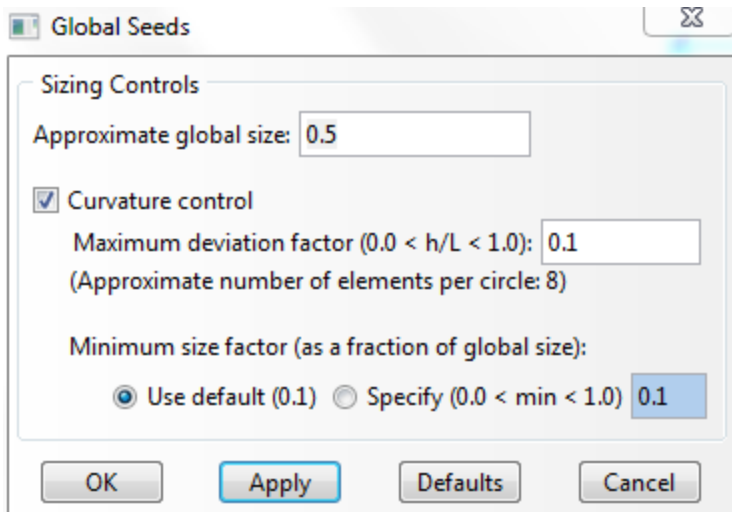 Global Seeds
Sizing Controls
Approximate global size: 0.5
Curvature control
Maximum deviation factor (0.0 < h/L < 1.0): 0.1
(Approximate number of elements per circle: 8)
Minimum size factor (as a fraction of global size):
Use default (0.1) Specify (0.0 < min < 1.0) 0.1
OK Apply Defaults Cancel